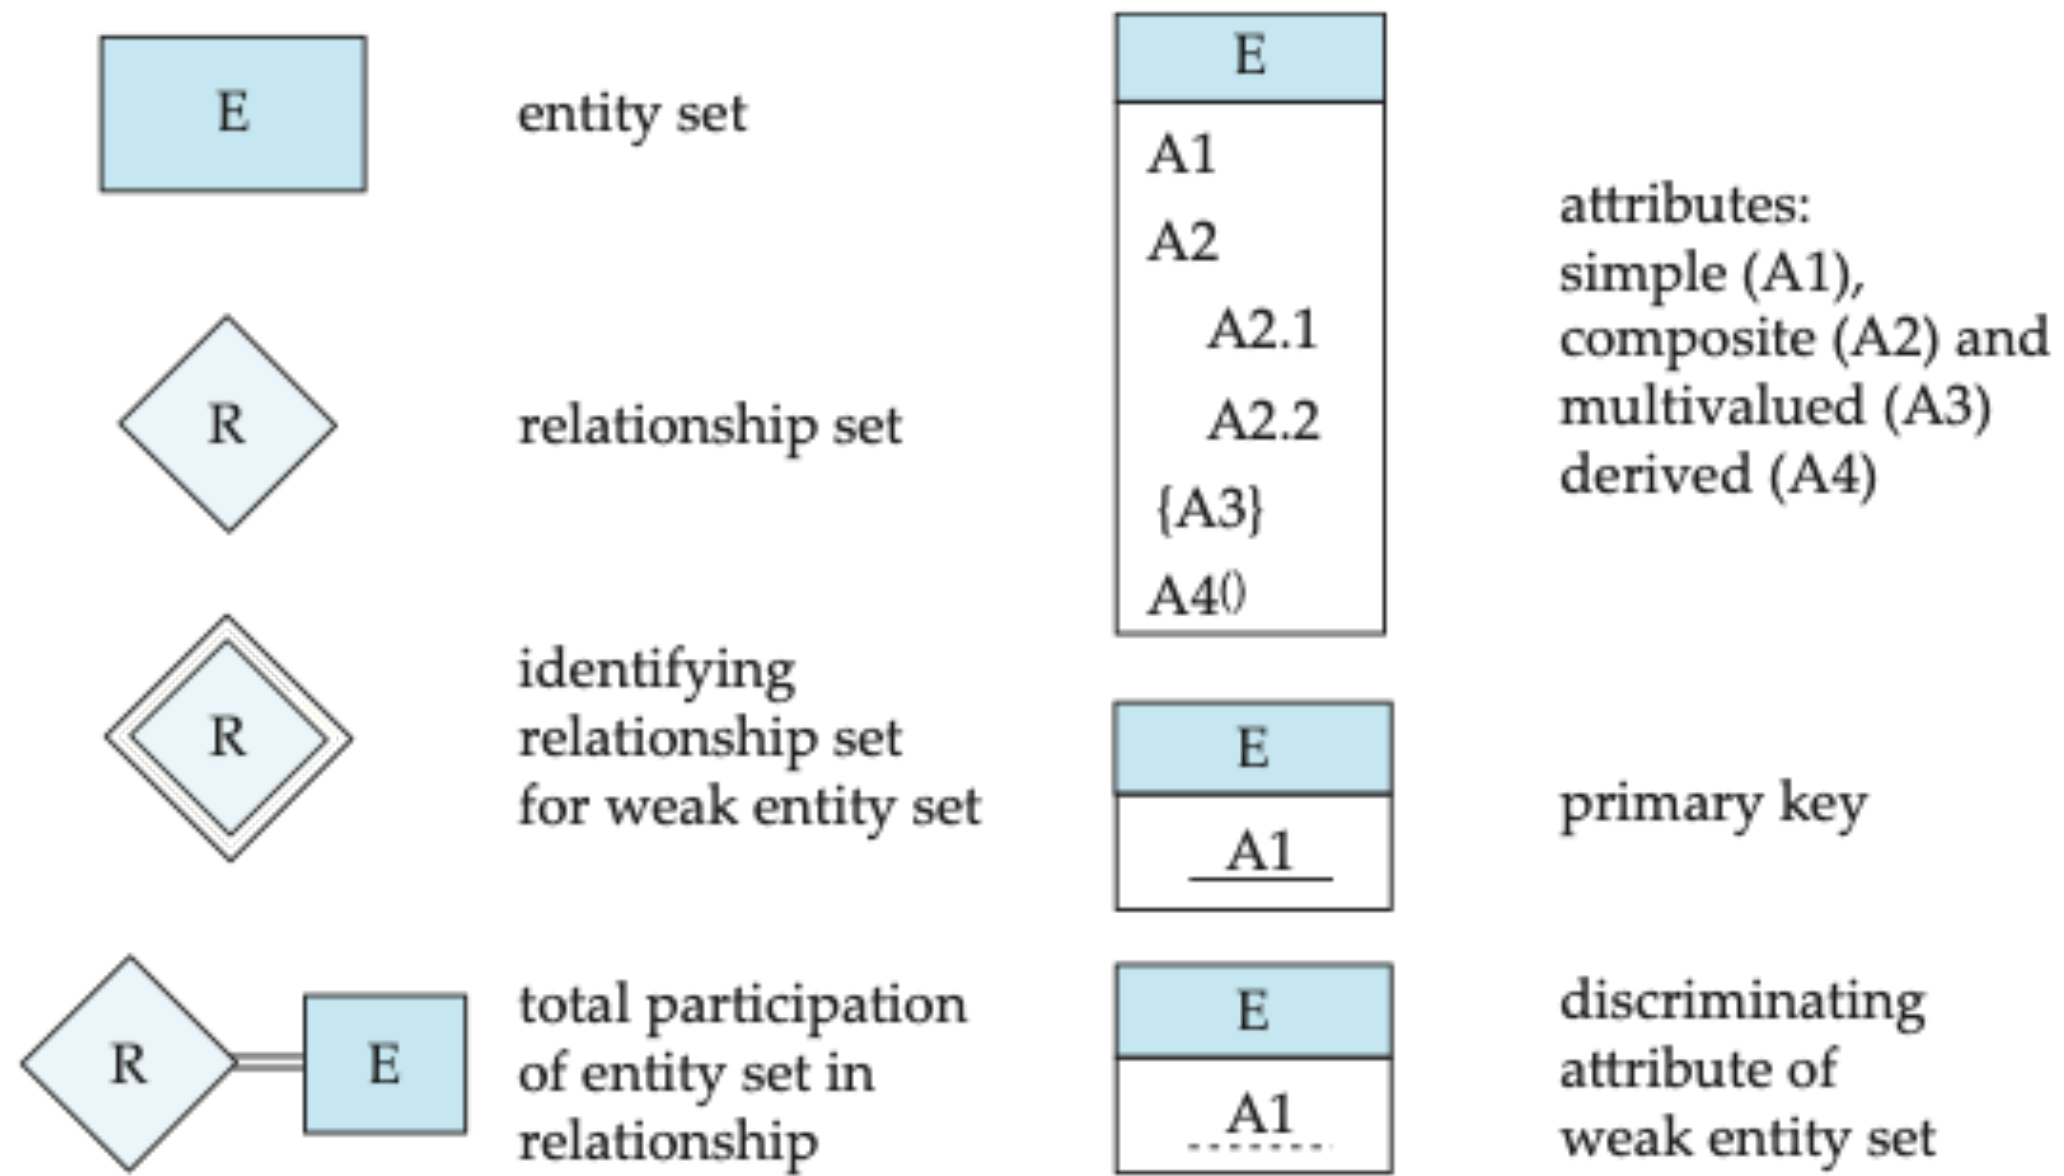 E
entity set
R
relationship set
R
identifying
relationship set
for weak entity set
R
E
total participation
of entity set in
relationship
E
A1
A2
A2.1
A2.2
{A3}
A4()
attributes:
simple (A1),
composite (A2) and
multivalued (A3)
derived (A4)
E
A1
primary key
E
A1
discriminating
attribute of
weak entity set